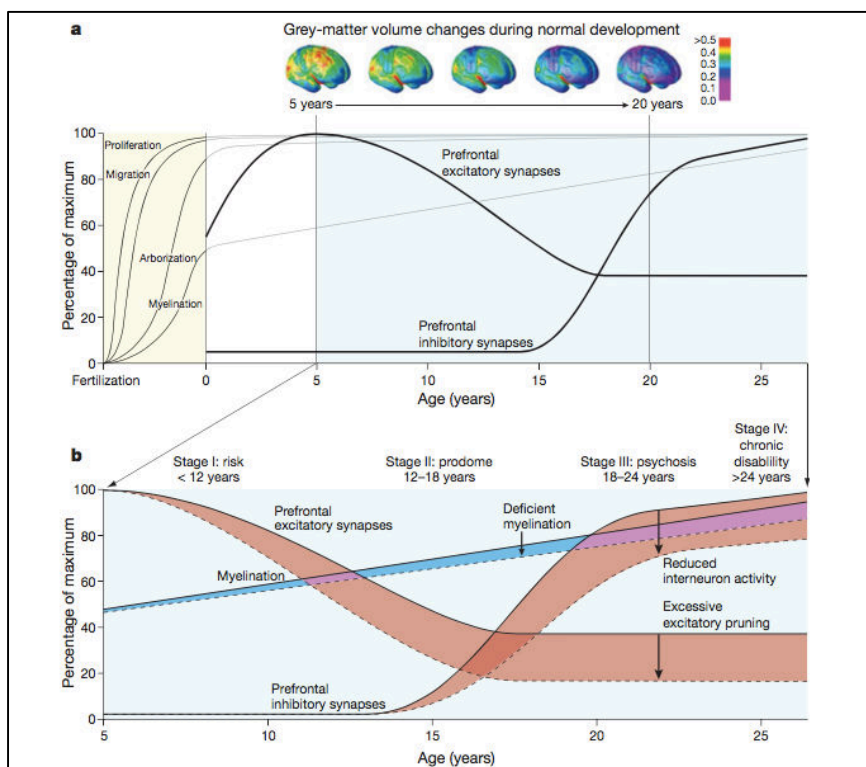 a
Grey-matter volume changes during normal development
>0.5
0.4
0.3
0.2
0.1
0.0
5 years
20 years
Percentage of maximum
100
80
60
40
20
0
Proliferation
Migration
Arborization
Myelination
Prefrontal
excitatory synapses
Prefrontal
inhibitory synapses
Fertilization
0
5
10
15
20
25
Age (years)
b
Stage I: risk
< 12 years
Stage II: prodome
12–18 years
Stage III: psychosis
18–24 years
Stage IV:
chronic
disablility
>24 years
Percentage of maximum
100
80
60
40
20
0
Prefrontal
excitatory synapses
Myelination
Deficient
myelination
Reduced
interneuron activity
Excessive
excitatory pruning
Prefrontal
inhibitory synapses
5
10
15
20
25
Age (years)